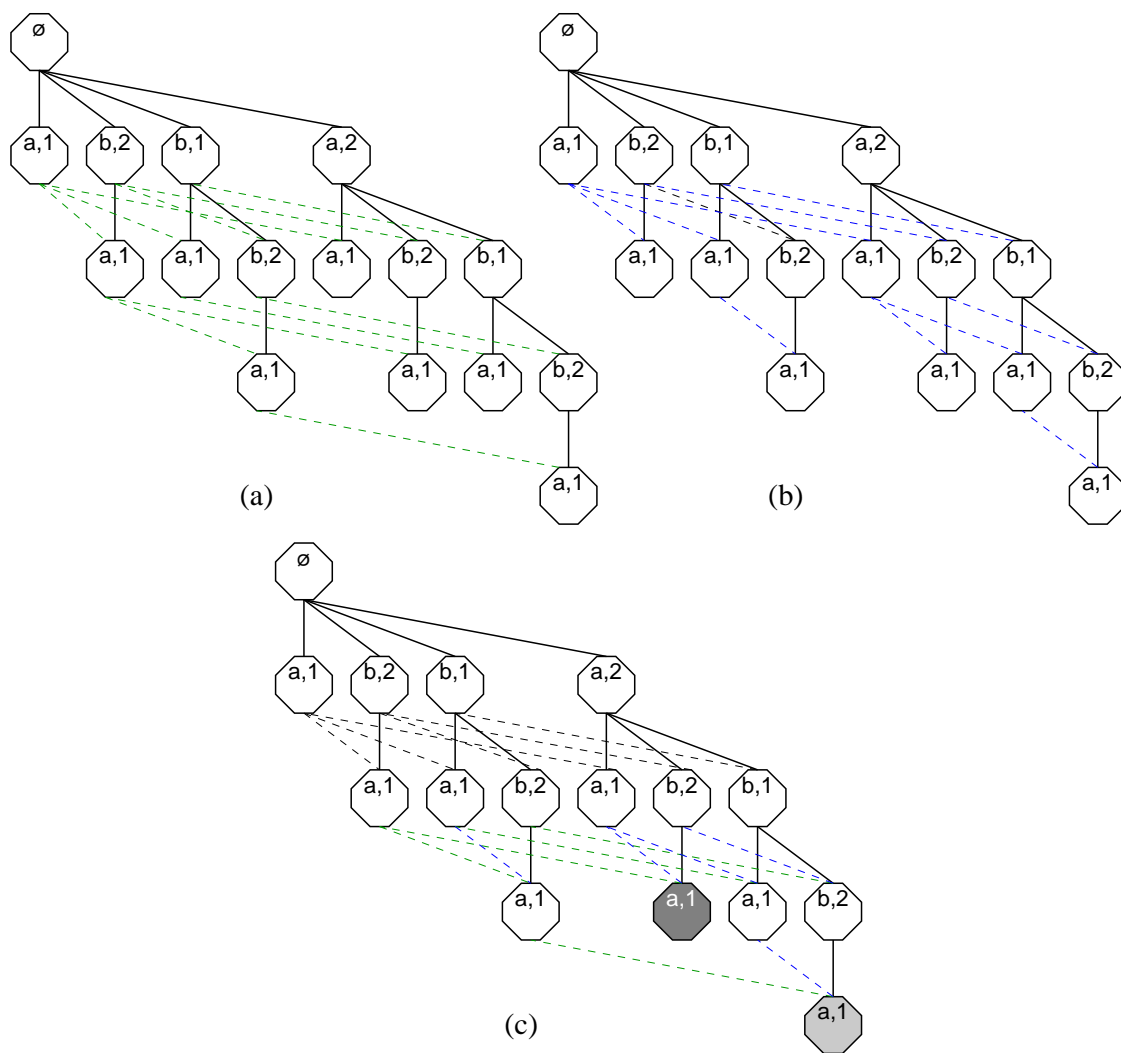 ø ø
a,1 b,2 b,1 a,2 a,1 b,2 b,1 a,2
a,1 a,1 b,2 a,1 b,2 b,1 a,1 a,1 b,2 a,1 b,2 b,1
a,1 a,1 a,1 b,2 a,1 a,1 a,1 b,2
a,1 a,1
(a) (b)
ø
a,1 b,2 b,1 a,2
a,1 a,1 b,2 a,1 b,2 b,1
a,1 a,1 a,1 b,2
a,1
(c)